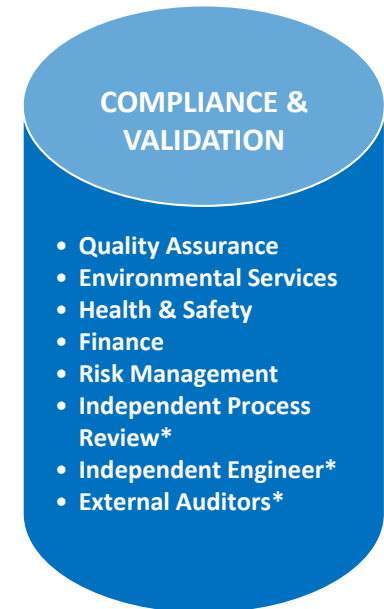 COMPLIANCE &
VALIDATION
• Quality Assurance
• Environmental Services
• Health & Safety
• Finance
• Risk Management
• Independent Process
Review*
• Independent Engineer*
• External Auditors*